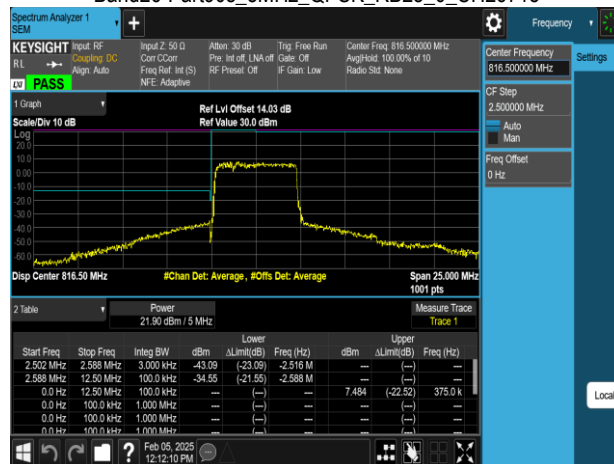 Spectrum Analyzer 1
SEM
Frequency
KEYSIGHT
Input: RF
Coupling: DC
Align: Auto
Input Z: 50 Ω
Corr CCorr
Freq Ref: Int (S)
NFE: Adaptive
Atten: 30 dB
Pre: Int off, LNA off
RF Presel: Off
Trig: Free Run
Gate: Off
IF Gain: Low
Center Freq: 816.500000 MHz
Avg|Hold: 100.00% of 10
Radio Std: None
RL
LXI PASS
Center Frequency
816.500000 MHz
Settings
CF Step
2.500000 MHz
Auto
Man
Freq Offset
0 Hz
1 Graph
Scale/Div 10 dB
Ref Lvl Offset 14.03 dB
Ref Value 30.0 dBm
Log
20.0
10.0
0.00
-10.0
-20.0
-30.0
-40.0
-50.0
-60.0
Disp Center 816.50 MHz
#Chan Det: Average , #Offs Det: Average
Span 25.000 MHz
1001 pts
2 Table
Power
21.90 dBm / 5 MHz
Measure Trace
Trace 1
Lower Upper
Start Freq Stop Freq Integ BW dBm ΔLimit(dB) Freq (Hz) dBm ΔLimit(dB) Freq (Hz)
2.502 MHz 2.588 MHz 3.000 kHz -43.09 (-23.09) -2.516 M --- (---) ---
2.588 MHz 12.50 MHz 100.0 kHz -34.55 (-21.55) -2.588 M --- (---) ---
0.0 Hz 12.50 MHz 100.0 kHz --- (---) --- 7.484 (-22.52) 375.0 k
0.0 Hz 100.0 kHz 1.000 MHz --- (---) --- --- (---) ---
0.0 Hz 100.0 kHz 1.000 MHz --- (---) --- --- (---) ---
0.0 Hz 100.0 kHz 1.000 MHz --- (---) --- --- (---) ---
Local
Feb 05, 2025
12:12:10 PM